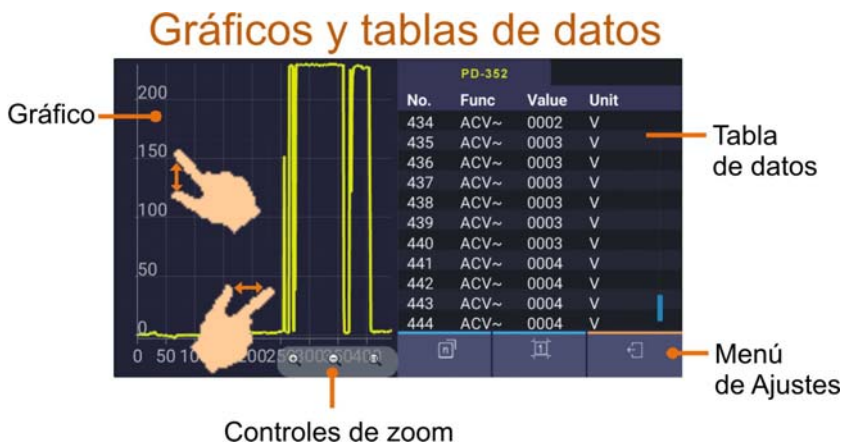 Gráficos y tablas de datos
Gráfico
200
150
100
50
0
0 50
PD-352
No. Func Value Unit
434 ACV~ 0002 V
435 ACV~ 0003 V
436 ACV~ 0003 V
437 ACV~ 0003 V
438 ACV~ 0003 V
439 ACV~ 0003 V
440 ACV~ 0003 V
441 ACV~ 0004 V
442 ACV~ 0004 V
443 ACV~ 0004 V
444 ACV~ 0004 V
Tabla
de datos
Menú
de Ajustes
Controles de zoom